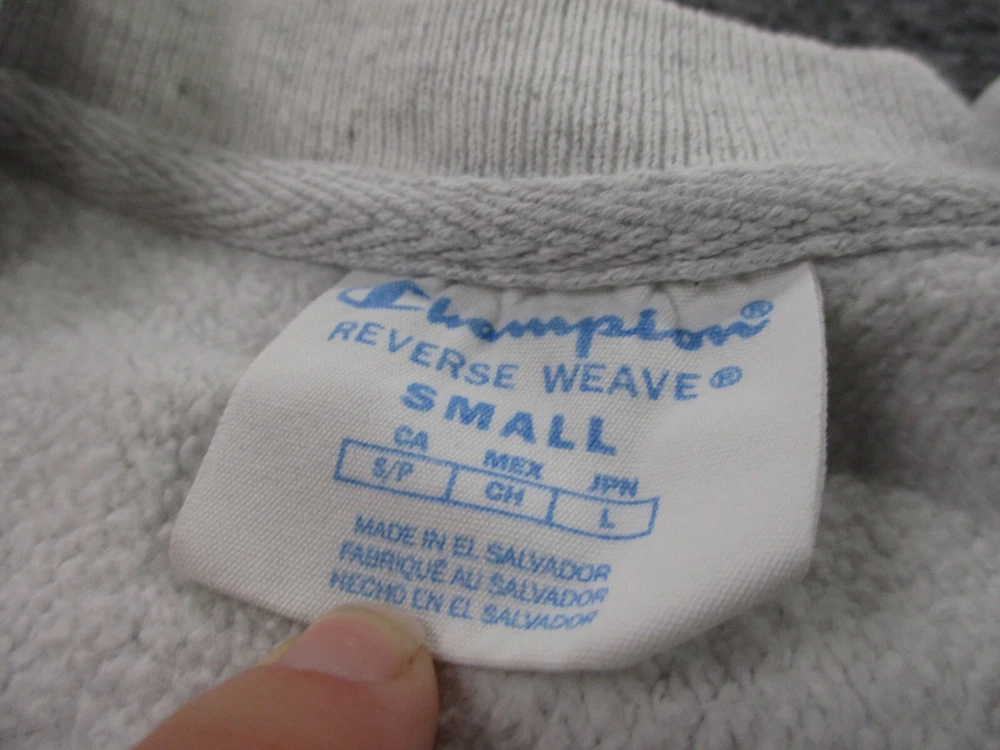 Champion®
REVERSE WEAVE®
SMALL
CA MEX JPN
S/P CH L
MADE IN EL SALVADOR
FABRIQUÉ AU SALVADOR
HECHO EN EL SALVADOR